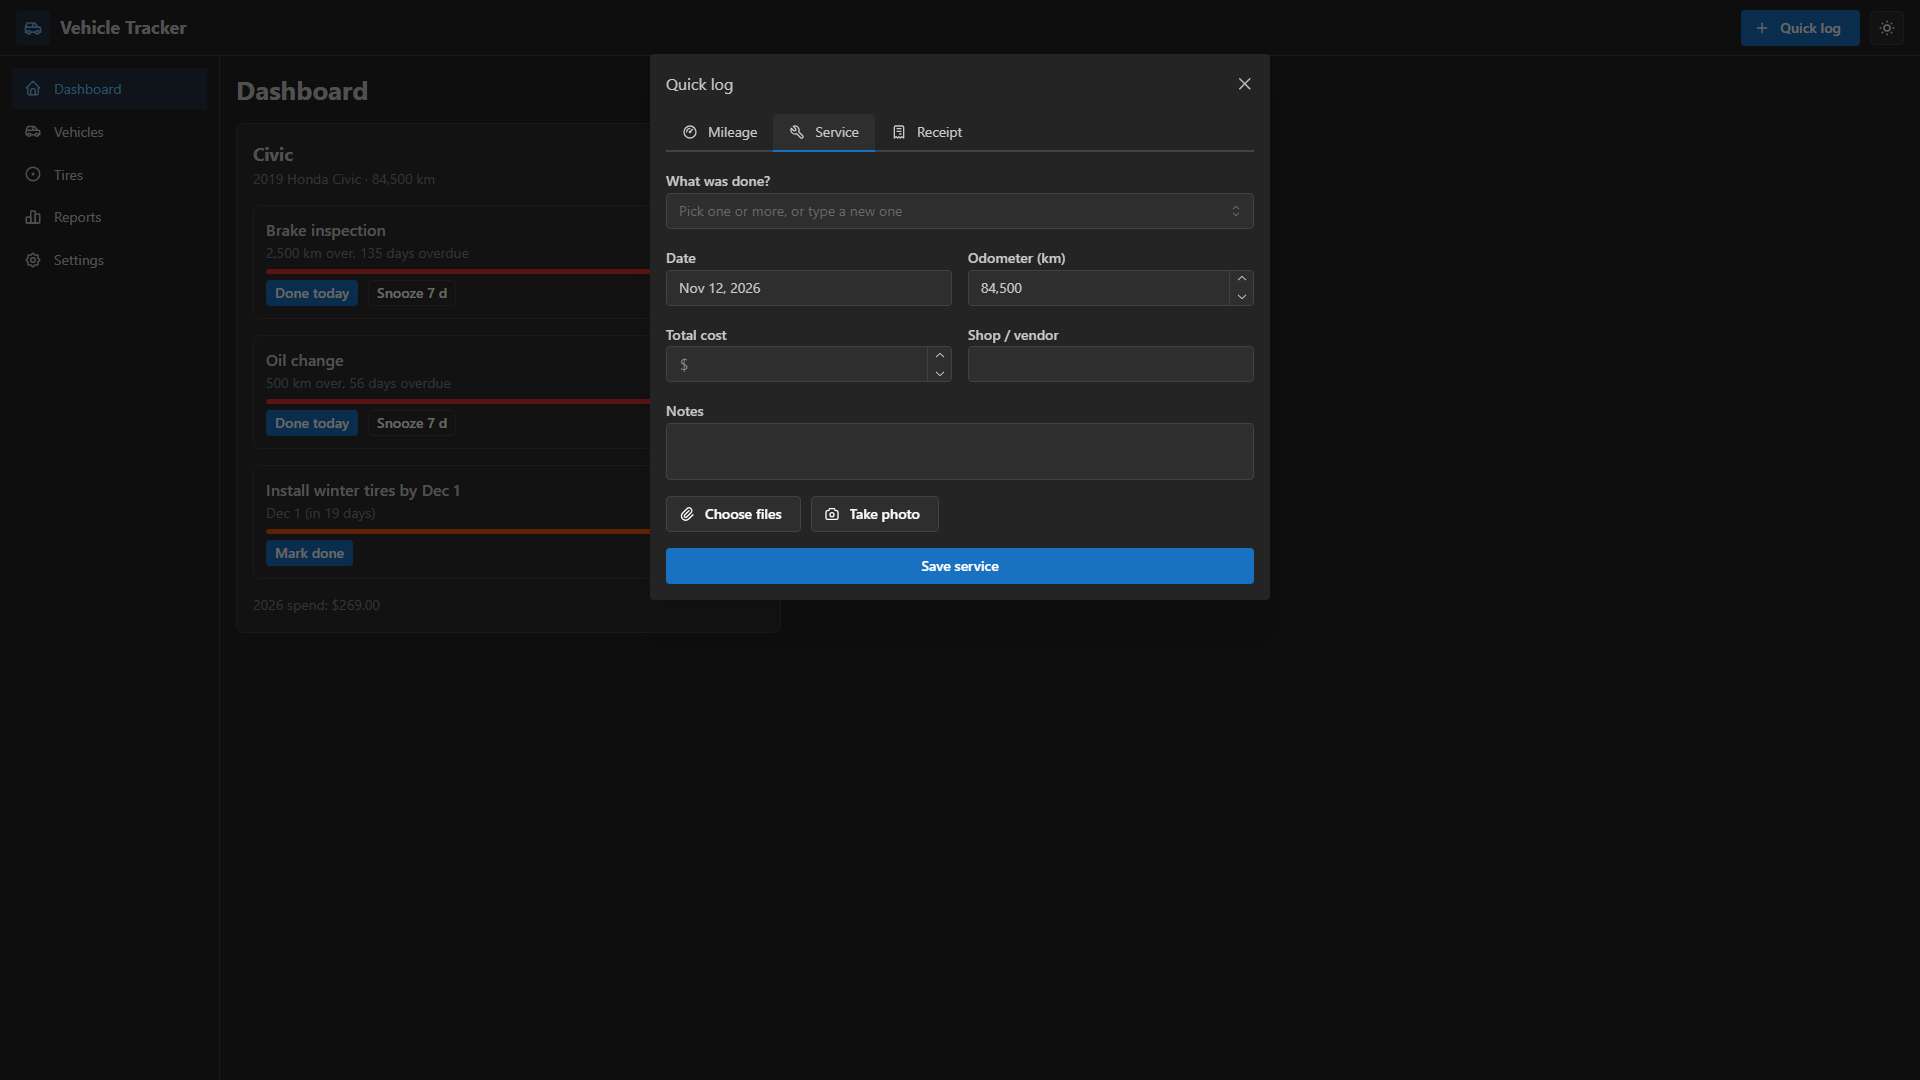 Vehicle Tracker
Quick log
Dashboard
Vehicles
Tires
Reports
Settings
Dashboard
Civic
2019 Honda Civic · 84,500 km
Brake inspection
2,500 km over, 135 days overdue
Done today
Snooze 7 d
Oil change
500 km over, 56 days overdue
Done today
Snooze 7 d
Install winter tires by Dec 1
Dec 1 (in 19 days)
Mark done
2026 spend: $269.00
Quick log
Mileage
Service
Receipt
What was done?
Pick one or more, or type a new one
Date
Odometer (km)
Nov 12, 2026
84,500
Total cost
Shop / vendor
$
Notes
Choose files
Take photo
Save service